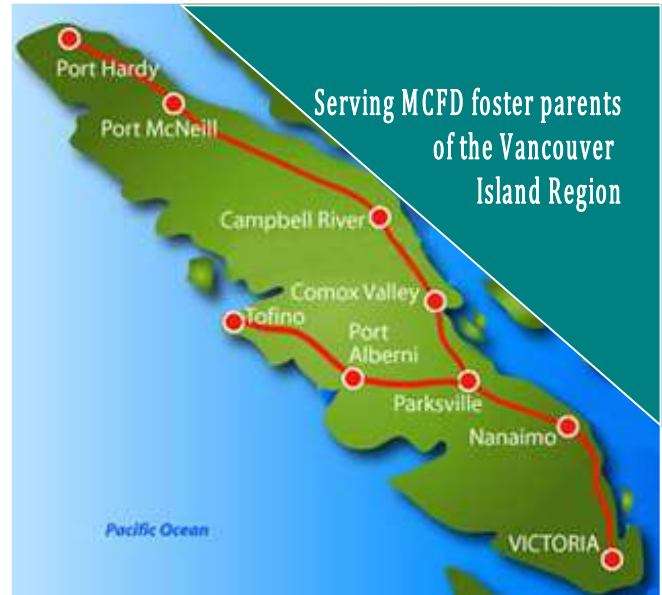 Serving MCFD foster parents
of the Vancouver
Island Region
Port Hardy
Port McNeill
Campbell River
Comox Valley
Tofino
Port
Alberni
Parksville
Nanaimo
VICTORIA
Pacific Ocean